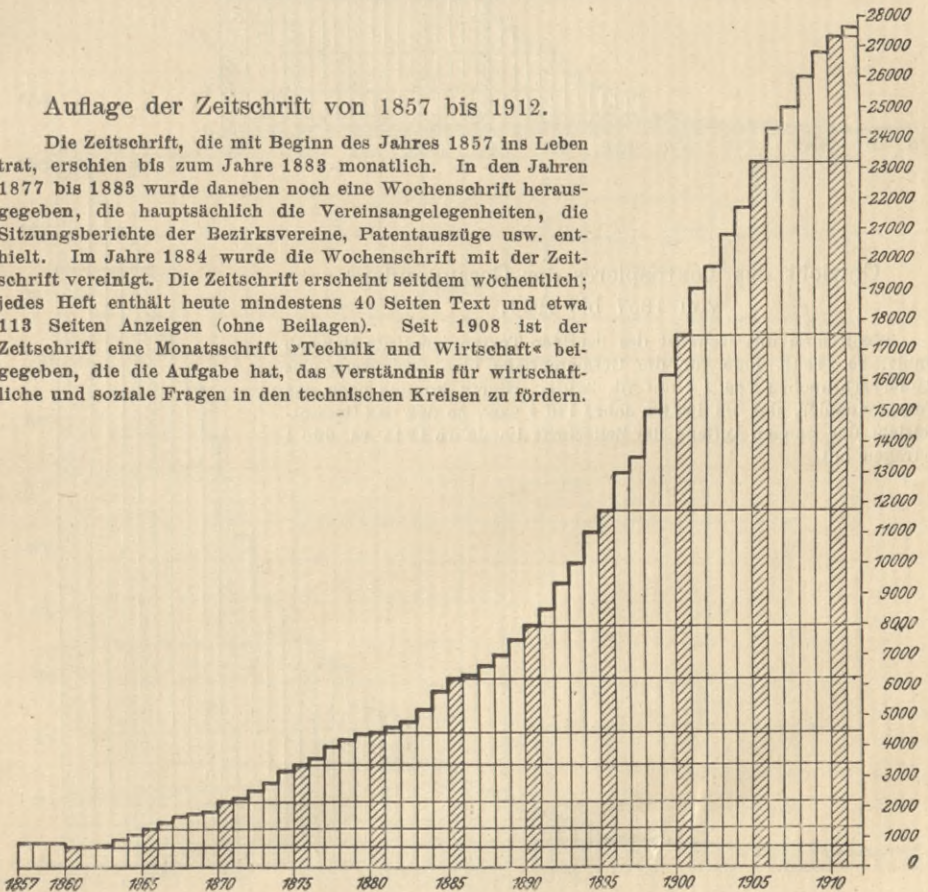 Auflage der Zeitschrift von 1857 bis 1912.
Die Zeitschrift, die mit Beginn des Jahres 1857 ins Leben
trat, erschien bis zum Jahre 1883 monatlich. In den Jahren
1877 bis 1883 wurde daneben noch eine Wochenschrift heraus-
gegeben, die hauptsächlich die Vereinsangelegenheiten, die
Sitzungsberichte der Bezirksvereine, Patentauszüge usw. ent-
hielt. Im Jahre 1884 wurde die Wochenschrift mit der Zeit-
schrift vereinigt. Die Zeitschrift erscheint seitdem wöchentlich;
jedes Heft enthält heute mindestens 40 Seiten Text und etwa
113 Seiten Anzeigen (ohne Beilagen). Seit 1908 ist der
Zeitschrift eine Monatsschrift »Technik und Wirtschaft« bei-
gegeben, die die Aufgabe hat, das Verständnis für wirtschaft-
liche und soziale Fragen in den technischen Kreisen zu fördern.
28000
27000
26000
25000
24000
23000
22000
21000
20000
19000
18000
17000
16000
15000
14000
13000
12000
11000
10000
9000
8000
7000
6000
5000
4000
3000
2000
1000
0
1857 1860 1865 1870 1875 1880 1885 1890 1895 1900 1905 1910